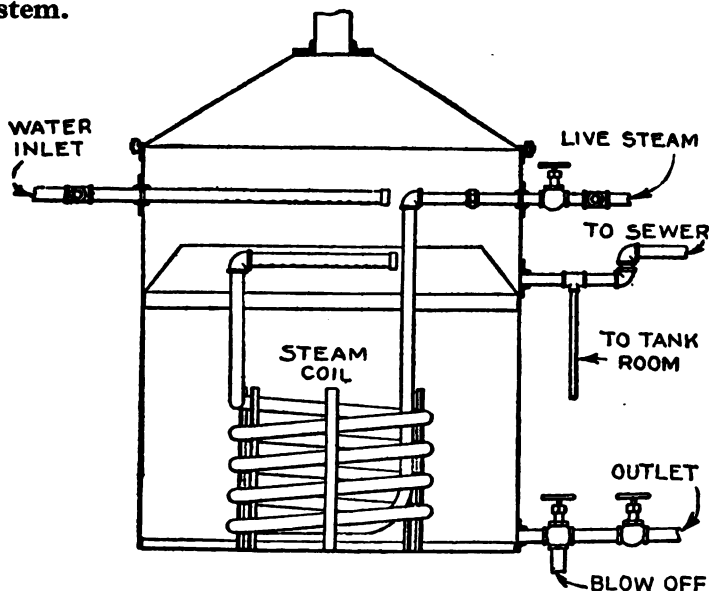 stem.
WATER
INLET
LIVE STEAM
TO SEWER
STEAM
COIL
TO TANK
ROOM
OUTLET
BLOW OFF